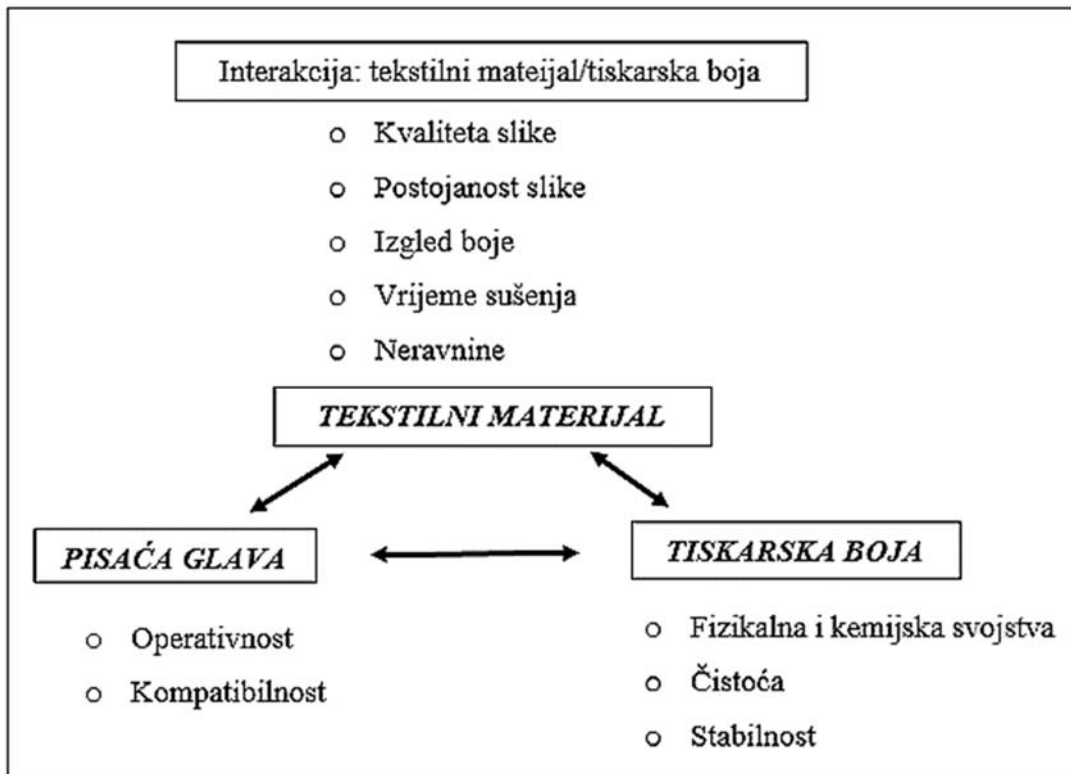 Interakcija: tekstilni mateijal/tiskarska boja
o Kvaliteta slike
o Postojanost slike
o Izgled boje
o Vrijeme sušenja
o Neravnine
TEKSTILNI MATERIJAL
PISAĆA GLAVA
o Operativnost
o Kompatibilnost
TISKARSKA BOJA
o Fizikalna i kemijska svojstva
o Čistoća
o Stabilnost